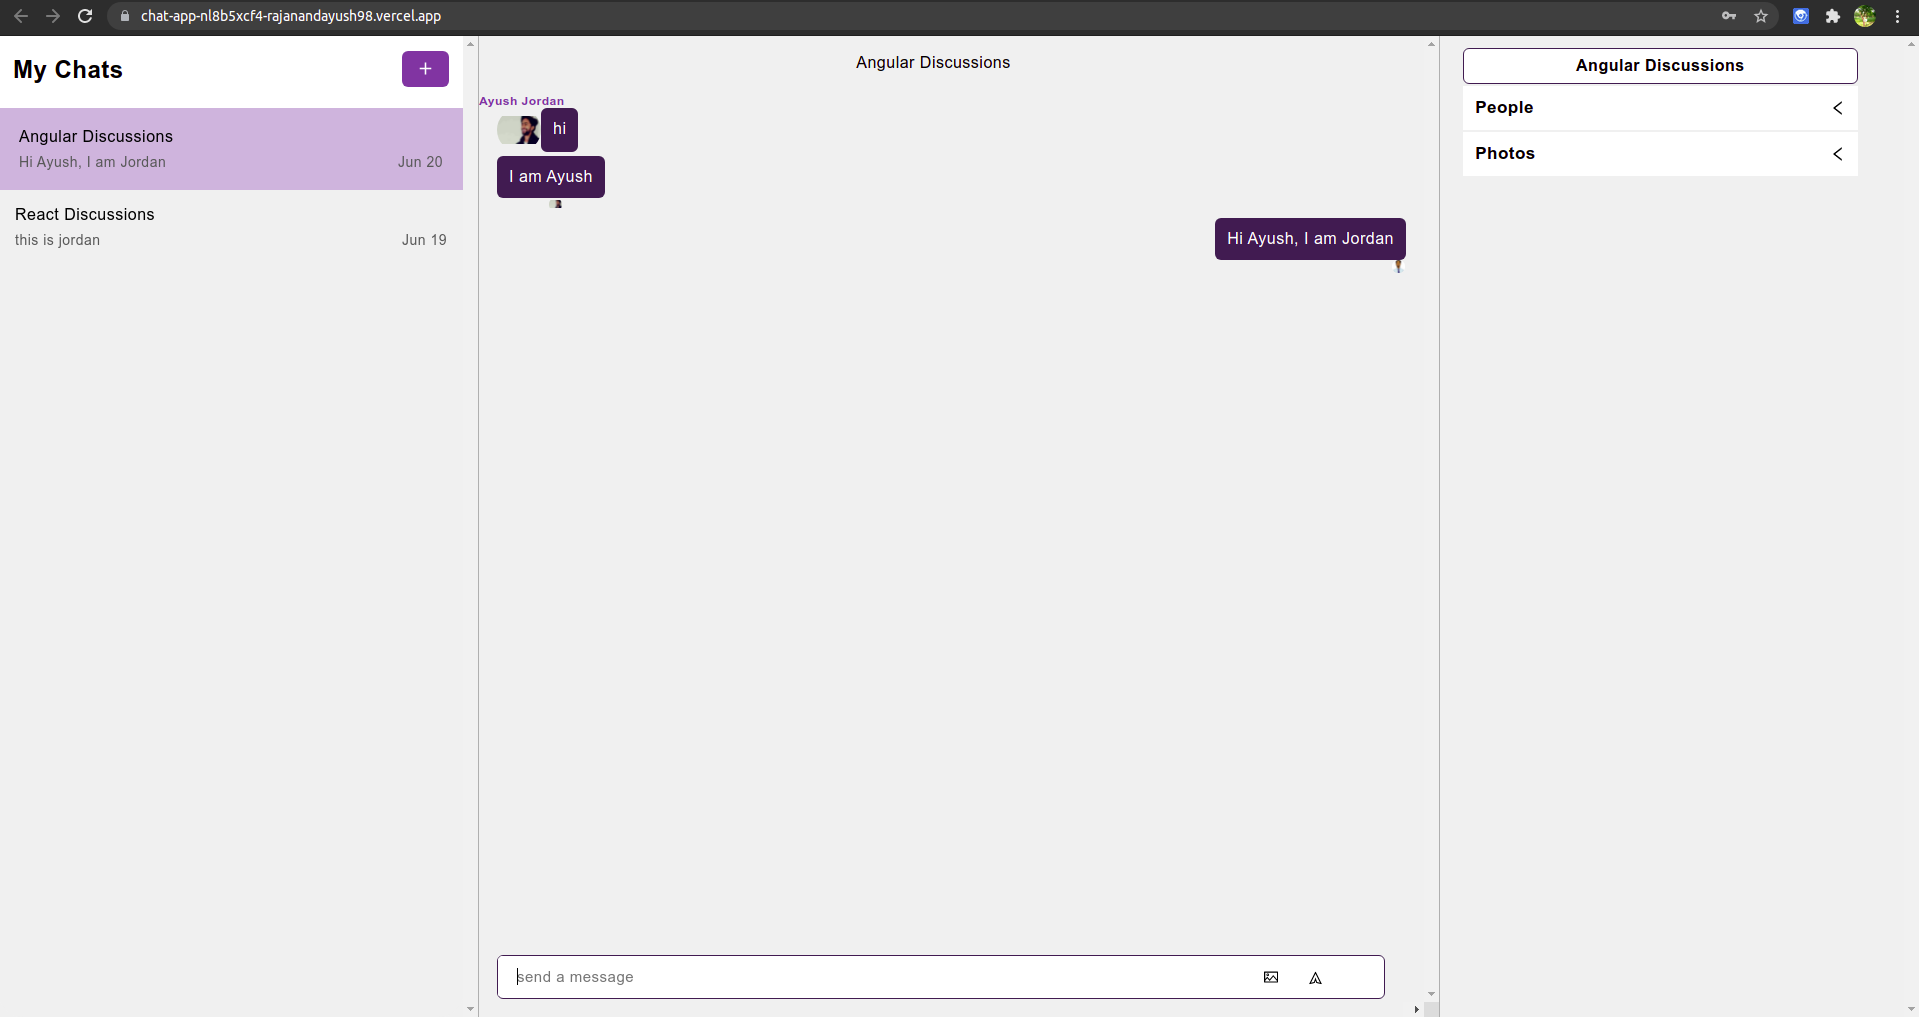 chat-app-nl8b5xcf4-rajanandayush98.vercel.app
My Chats
+
Angular Discussions
Hi Ayush, I am Jordan
Jun 20
React Discussions
this is jordan
Jun 19
Angular Discussions
Ayush Jordan
hi
I am Ayush
Hi Ayush, I am Jordan
send a message
Angular Discussions
People
Photos